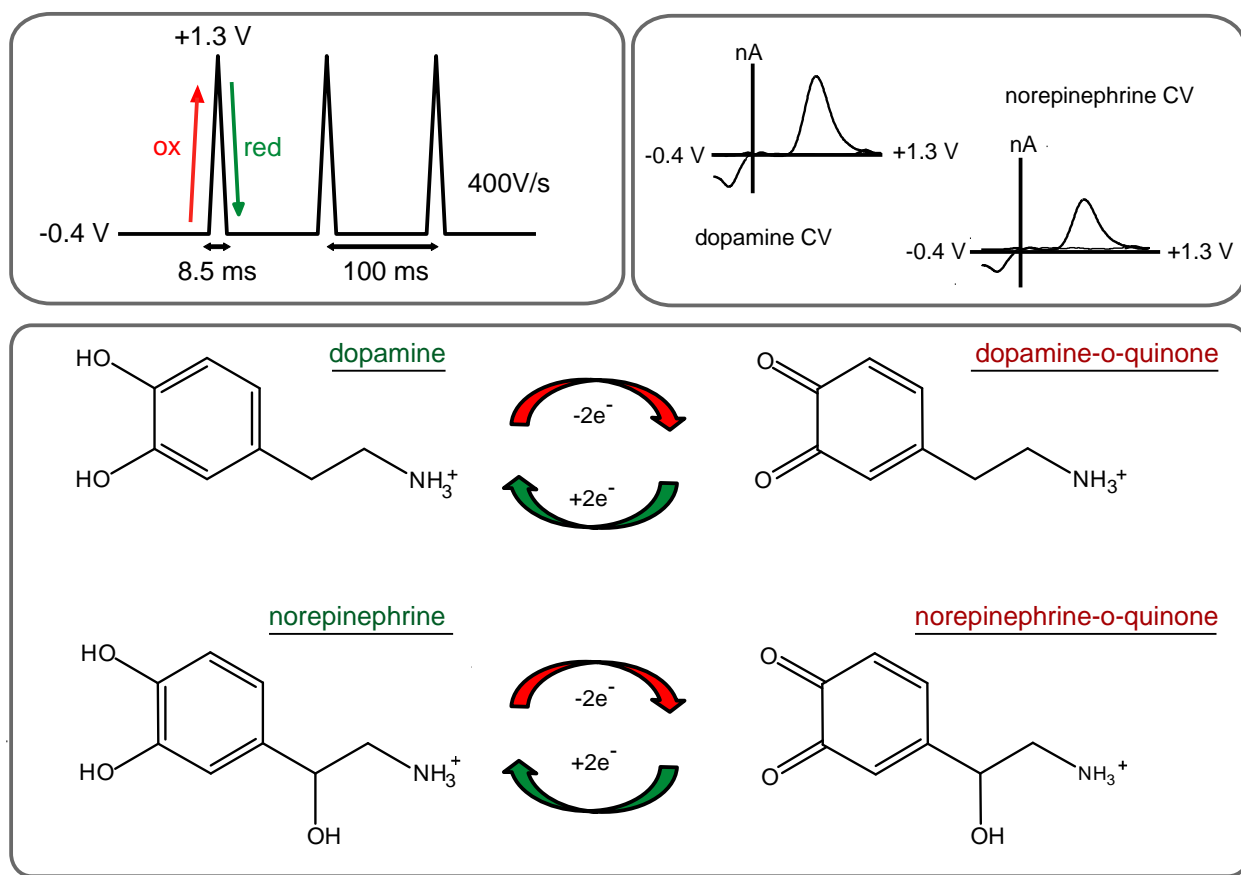 +1.3 V
ox
red
400V/s
-0.4 V
8.5 ms
100 ms
nA
-0.4 V
+1.3 V
dopamine CV
norepinephrine CV
nA
-0.4 V
+1.3 V
dopamine
dopamine-o-quinone
HO
HO
NH3+
-2e-
+2e-
O
O
NH3+
norepinephrine
norepinephrine-o-quinone
HO
HO
NH3+
OH
-2e-
+2e-
O
O
NH3+
OH